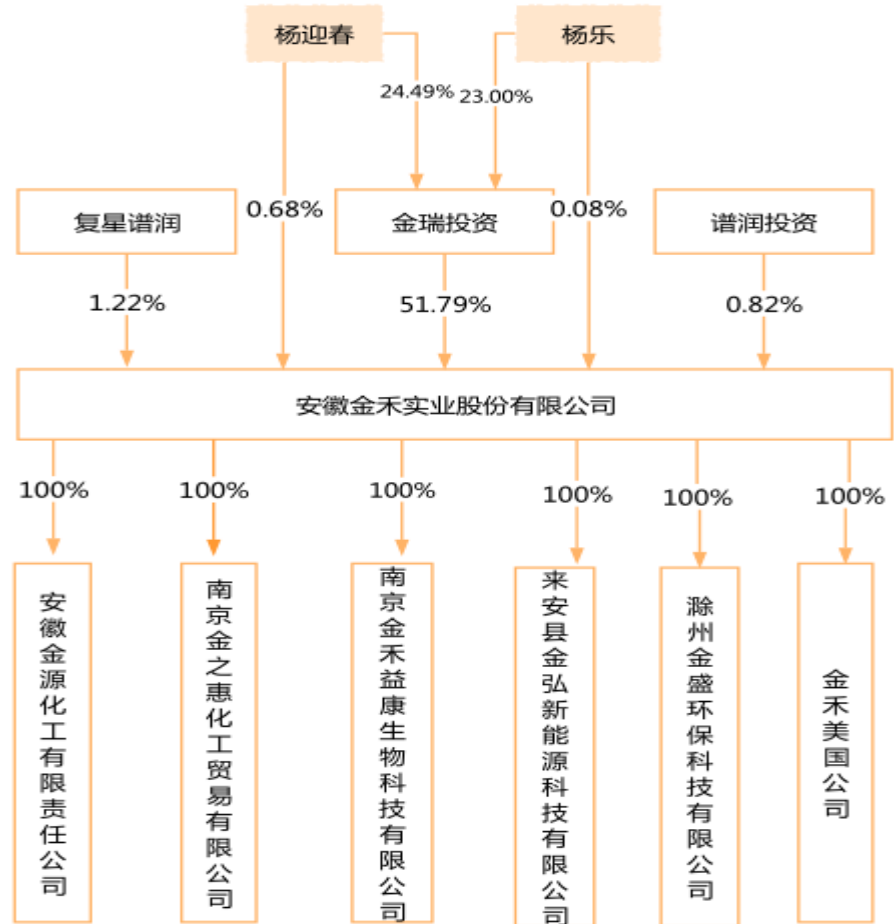 杨迎春
杨乐
24.49%
23.00%
复星谱润
0.68%
金瑞投资
0.08%
谱润投资
1.22%
51.79%
0.82%
安徽金禾实业股份有限公司
100%
100%
100%
100%
100%
100%
安徽金源化工有限责任公司
南京金之惠化工贸易有限公司
南京金禾益康生物科技有限公司
来安县金弘新能源科技有限公司
滁州金盛环保科技有限公司
金禾美国公司